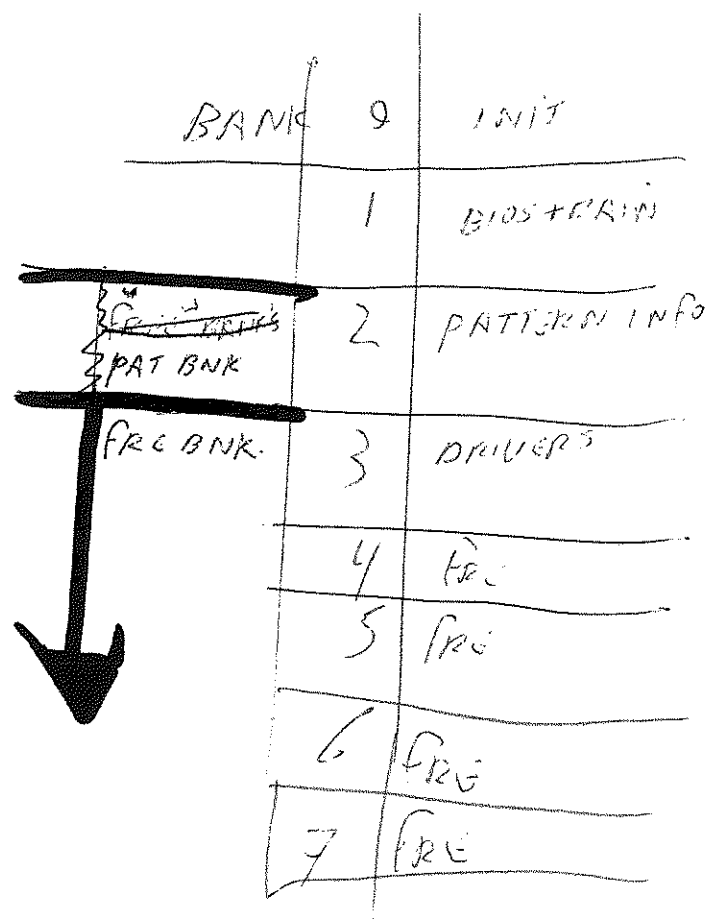 BANK 0 INIT
1 BIOS + MAIN
2 PATTERN INFO
PAT BNK
FRE BNK.
3 DRIVERS
4 FRE
5 FRE
6 FRE
7 FRE